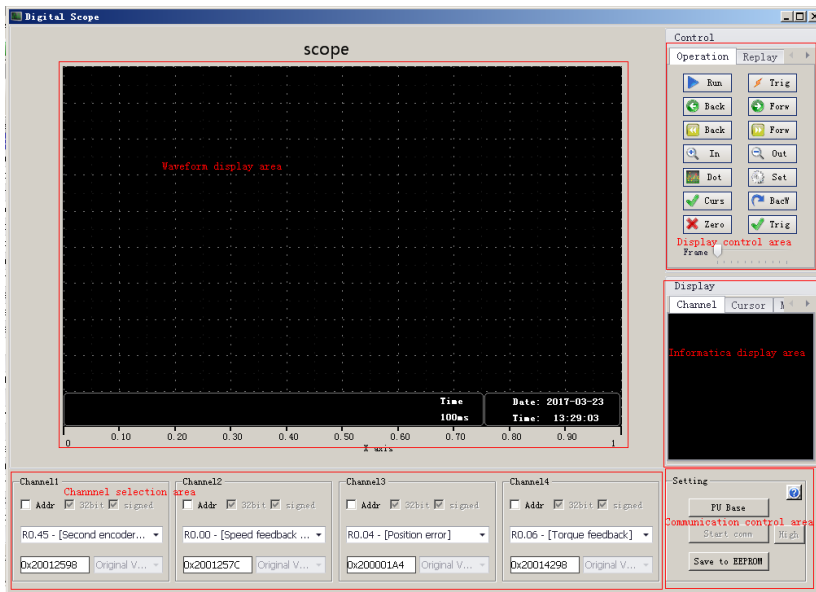 Digital Scope
scope
Waveform display area
Time
100ms
Date: 2017-03-23
Time: 13:29:03
0 0.10 0.20 0.30 0.40 0.50 0.60 0.70 0.80 0.90 1
X axis
Control
Operation Replay
Run Trig
Back Forw
Back Forw
In Out
Dot Set
Curs BacW
Zero Trig
Display control area
Frame
Display
Channel Cursor
Informatica display area
Channel1
Channnel selection area
Addr 32bit signed
R0.45 - [Second encoder...
0x20012598 Original V...
Channel2
Addr 32bit signed
R0.00 - [Speed feedback ...
0x2001257C Original V...
Channel3
Addr 32bit signed
R0.04 - [Position error]
0x200001A4 Original V...
Channel4
Addr 32bit signed
R0.06 - [Torque feedback]
0x20014298 Original V...
Setting
PU Base
Communication control area
Start comm High
Save to EEPROM